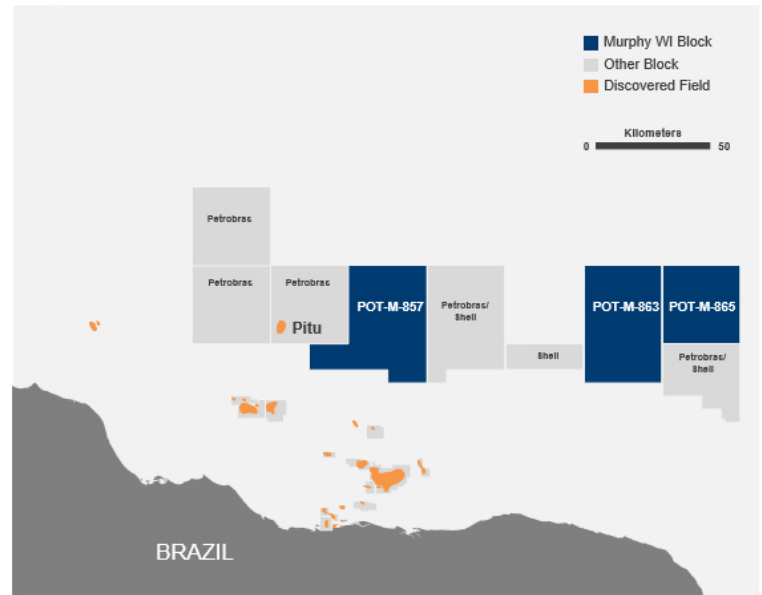 Murphy WI Block
Other Block
Discovered Field
Kilometers
0 50
Petrobras
Petrobras
Petrobras
POT-M-857
Petrobras/
Shell
POT-M-863
POT-M-865
Pitu
Shell
Petrobras/
Shell
BRAZIL